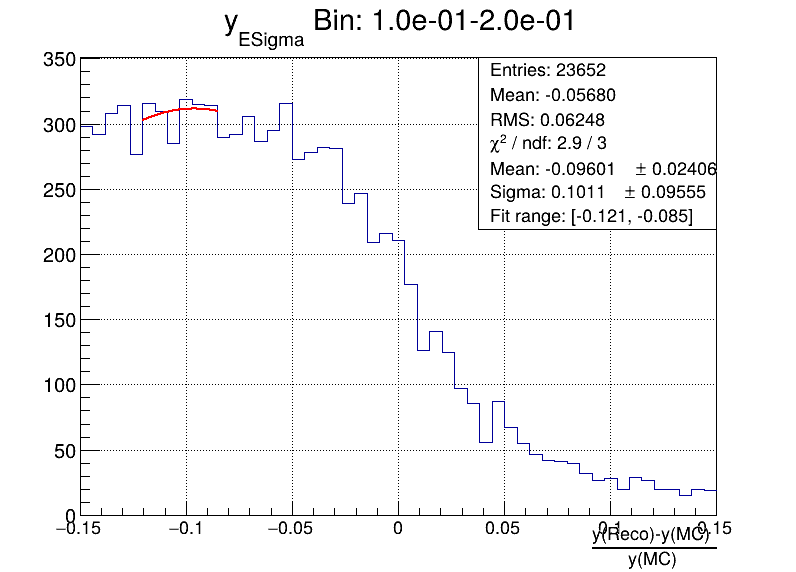 y_ESigma Bin: 1.0e-01-2.0e-01
Entries: 23652
Mean: -0.05680
RMS: 0.06248
χ² / ndf: 2.9 / 3
Mean: -0.09601 ± 0.02406
Sigma: 0.1011 ± 0.09555
Fit range: [-0.121, -0.085]
350
300
250
200
150
100
50
0
−0.15 −0.1 −0.05 0 0.05 0.1 0.15
y(Reco)-y(MC)
y(MC)